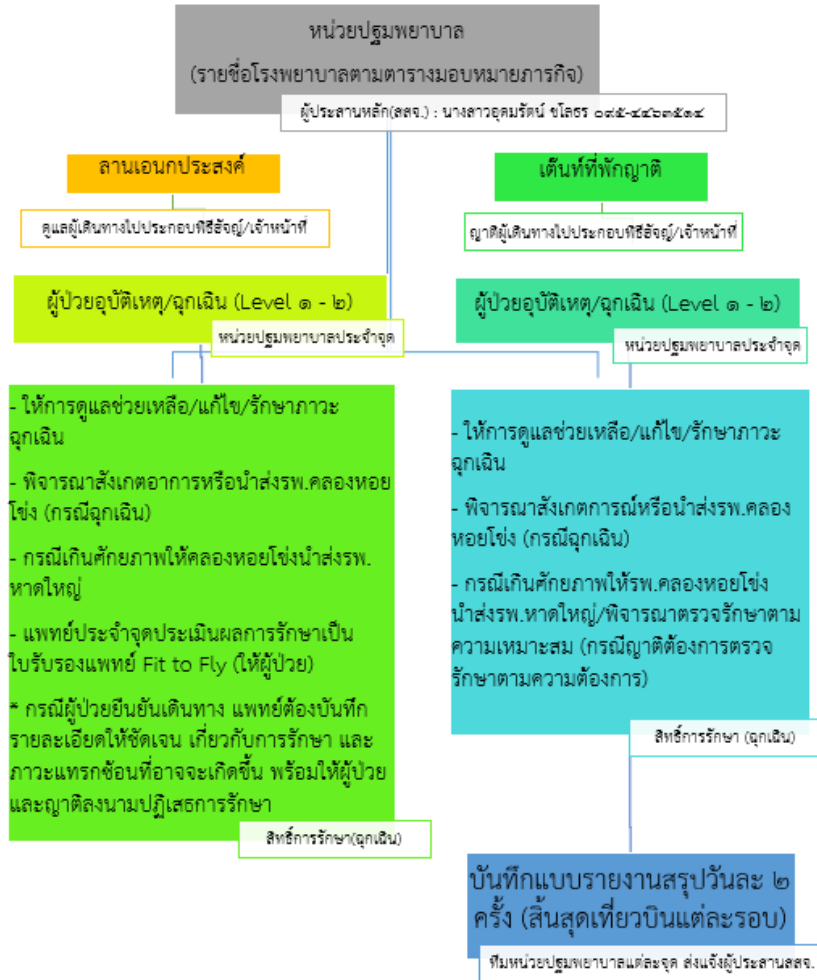 หน่วยปฐมพยาบาล
(รายชื่อโรงพยาบาลตามตารางมอบหมายภารกิจ)
ผู้ประสานหลัก(สสจ.) : นางสาวอุดมรัตน์ ชโลธร ๐๙๕-๔๔๖๓๕๑๔
ลานเอนกประสงค์
ดูแลผู้เดินทางไปประกอบพิธีฮัจญ์/เจ้าหน้าที่
ผู้ป่วยอุบัติเหตุ/ฉุกเฉิน (Level ๑ - ๒)
หน่วยปฐมพยาบาลประจำจุด
- ให้การดูแลช่วยเหลือ/แก้ไข/รักษาภาวะ
ฉุกเฉิน
- พิจารณาสังเกตอาการหรือนำส่งรพ.คลองหอย
โข่ง (กรณีฉุกเฉิน)
- กรณีเกินศักยภาพให้คลองหอยโข่งนำส่งรพ.
หาดใหญ่
- แพทย์ประจำจุดประเมินผลการรักษาเป็น
ใบรับรองแพทย์ Fit to Fly (ให้ผู้ป่วย)
* กรณีผู้ป่วยยืนยันเดินทาง แพทย์ต้องบันทึก
รายละเอียดให้ชัดเจน เกี่ยวกับการรักษา และ
ภาวะแทรกซ้อนที่อาจจะเกิดขึ้น พร้อมให้ผู้ป่วย
และญาติลงนามปฏิเสธการรักษา
สิทธิ์การรักษา(ฉุกเฉิน)
เต๊นท์ที่พักญาติ
ญาติผู้เดินทางไปประกอบพิธีฮัจญ์/เจ้าหน้าที่
ผู้ป่วยอุบัติเหตุ/ฉุกเฉิน (Level ๑ - ๒)
หน่วยปฐมพยาบาลประจำจุด
- ให้การดูแลช่วยเหลือ/แก้ไข/รักษาภาวะ
ฉุกเฉิน
- พิจารณาสังเกตการณ์หรือนำส่งรพ.คลอง
หอยโข่ง (กรณีฉุกเฉิน)
- กรณีเกินศักยภาพให้รพ.คลองหอยโข่ง
นำส่งรพ.หาดใหญ่/พิจารณาตรวจรักษาตาม
ความเหมาะสม (กรณีญาติต้องการตรวจ
รักษาตามความต้องการ)
สิทธิ์การรักษา (ฉุกเฉิน)
บันทึกแบบรายงานสรุปวันละ ๒
ครั้ง (สิ้นสุดเที่ยวบินแต่ละรอบ)
ทีมหน่วยปฐมพยาบาลแต่ละจุด ส่งแจ้งผู้ประสานสสจ.